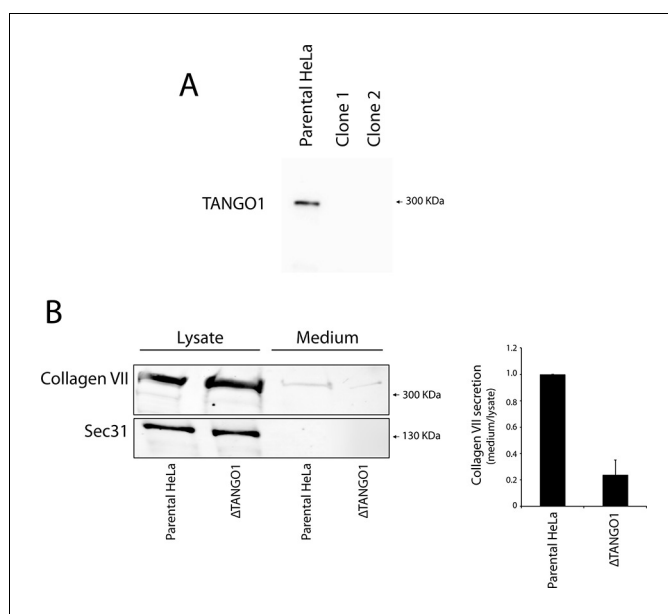 A
Parental HeLa
Clone 1
Clone 2
TANGO1
← 300 KDa
B
Lysate
Medium
Collagen VII
← 300 KDa
Sec31
← 130 KDa
Parental HeLa
ΔTANGO1
Parental HeLa
ΔTANGO1
Collagen VII secretion
(medium/lysate)
1.2
1.0
0.8
0.6
0.4
0.2
0
Parental HeLa
ΔTANGO1